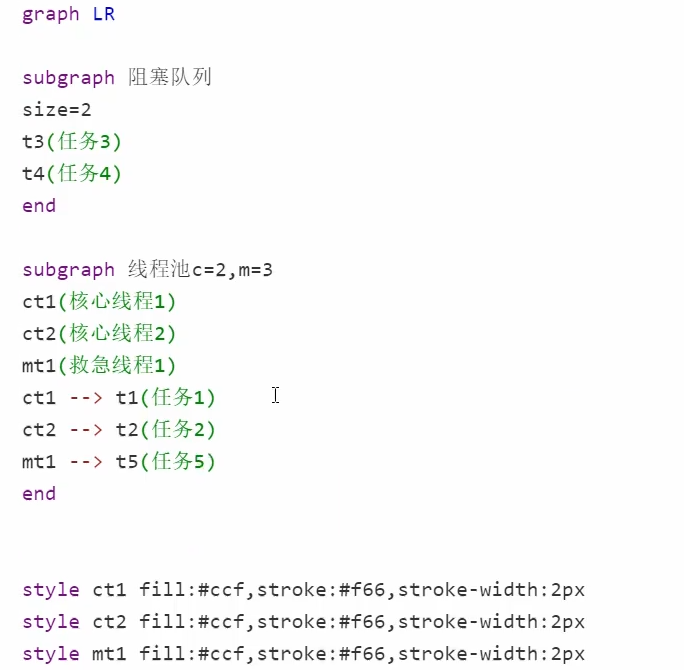 graph LR
subgraph 阻塞队列
size=2
t3(任务3)
t4(任务4)
end
subgraph 线程池c=2,m=3
ct1(核心线程1)
ct2(核心线程2)
mt1(救急线程1)
ct1 --> t1(任务1)
ct2 --> t2(任务2)
mt1 --> t5(任务5)
end
style ct1 fill:#ccf,stroke:#f66,stroke-width:2px
style ct2 fill:#ccf,stroke:#f66,stroke-width:2px
style mt1 fill:#ccf,stroke:#f66,stroke-width:2px